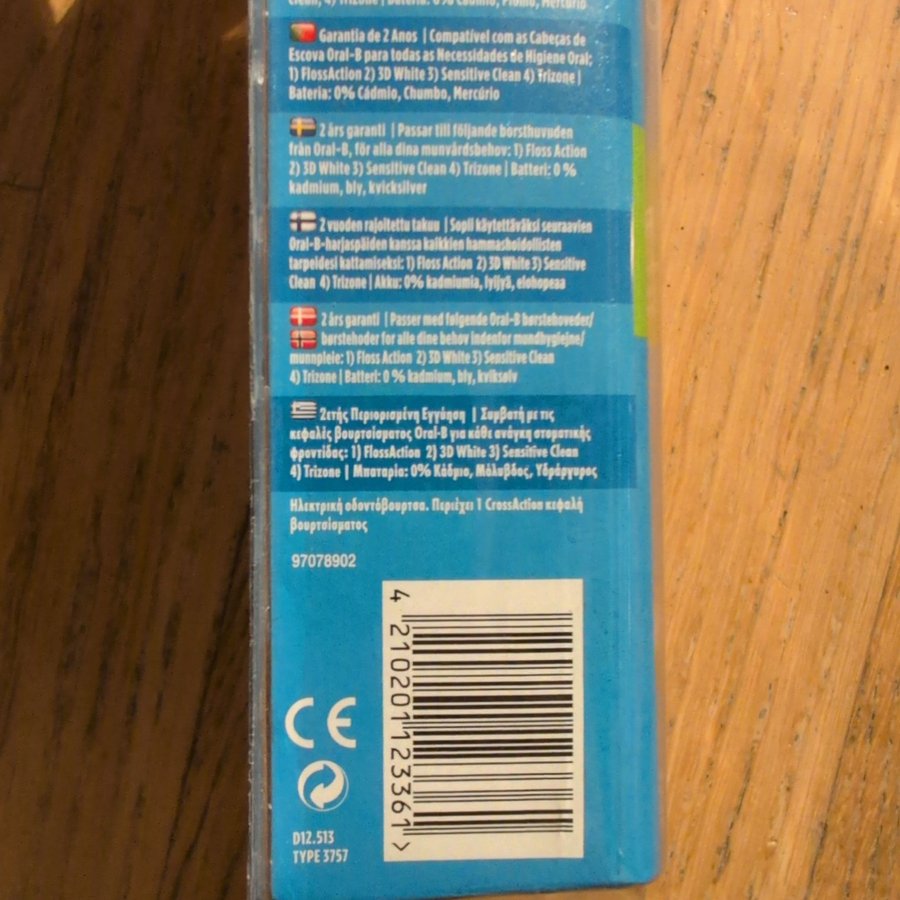 Clean, 4) Trizone | Bateria: 0% Cadmio, Plomo, Mercurio
Garantia de 2 Anos | Compatível com as Cabeças de
Escova Oral-B para todas as Necessidades de Higiene Oral:
1) FlossAction 2) 3D White 3) Sensitive Clean 4) Trizone |
Bateria: 0% Cádmio, Chumbo, Mercúrio
2 års garanti | Passar till följande borsthuvuden
från Oral-B, för alla dina munvårdsbehov: 1) Floss Action
2) 3D White 3) Sensitive Clean 4) Trizone | Batteri: 0 %
kadmium, bly, kvicksilver
2 vuoden rajoitettu takuu | Sopii käytettäväksi seuraavien
Oral-B-harjaspäiden kanssa kaikkien hammashoidollisten
tarpeidesi kattamiseksi: 1) Floss Action 2) 3D White 3) Sensitive
Clean 4) Trizone | Akku: 0% kadmiumia, lyijyä, elohopeaa
2 års garanti | Passer med følgende Oral-B børstehoveder/
børstehoder for alle dine behov indenfor mundhygiejne/
munnpleie: 1) Floss Action 2) 3D White 3) Sensitive Clean
4) Trizone | Batteri: 0 % kadmium, bly, kviksølv
2ετής Περιορισμένη Εγγύηση | Συμβατή με τις
κεφαλές βουρτσίσματος Oral-B για κάθε ανάγκη στοματικής
φροντίδας: 1) FlossAction 2) 3D White 3) Sensitive Clean
4) Trizone | Μπαταρία: 0% Κάδμιο, Μόλυβδος, Υδράργυρος
Ηλεκτρική οδοντόβουρτσα. Περιέχει 1 CrossAction κεφαλή
βουρτσίσματος
97078902
4 210201 123361 >
CE
D12.513
TYPE 3757